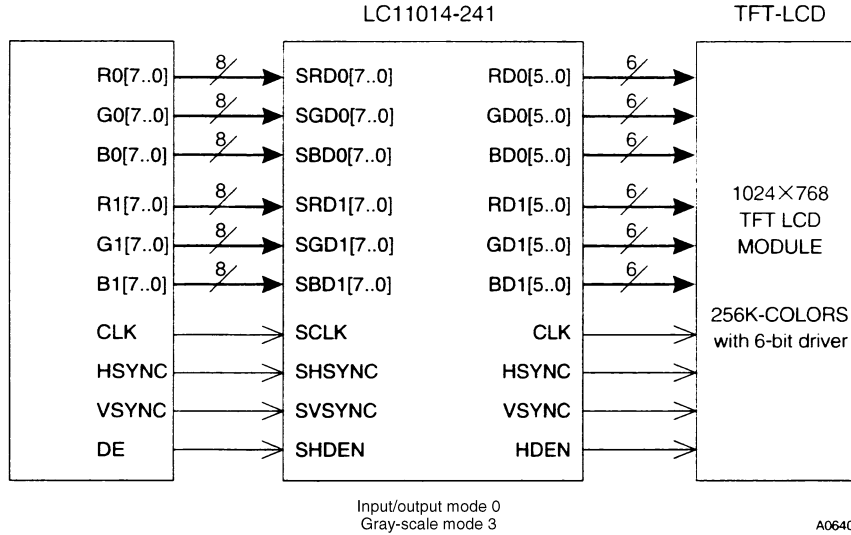 LC11014-241 TFT-LCD
R0[7..0] 8 SRD0[7..0] RD0[5..0] 6
G0[7..0] 8 SGD0[7..0] GD0[5..0] 6
B0[7..0] 8 SBD0[7..0] BD0[5..0] 6
R1[7..0] 8 SRD1[7..0] RD1[5..0] 6
G1[7..0] 8 SGD1[7..0] GD1[5..0] 6
B1[7..0] 8 SBD1[7..0] BD1[5..0] 6
CLK SCLK CLK
HSYNC SHSYNC HSYNC
VSYNC SVSYNC VSYNC
DE SHDEN HDEN
1024×768
TFT LCD
MODULE
256K-COLORS
with 6-bit driver
Input/output mode 0
Gray-scale mode 3
A0640